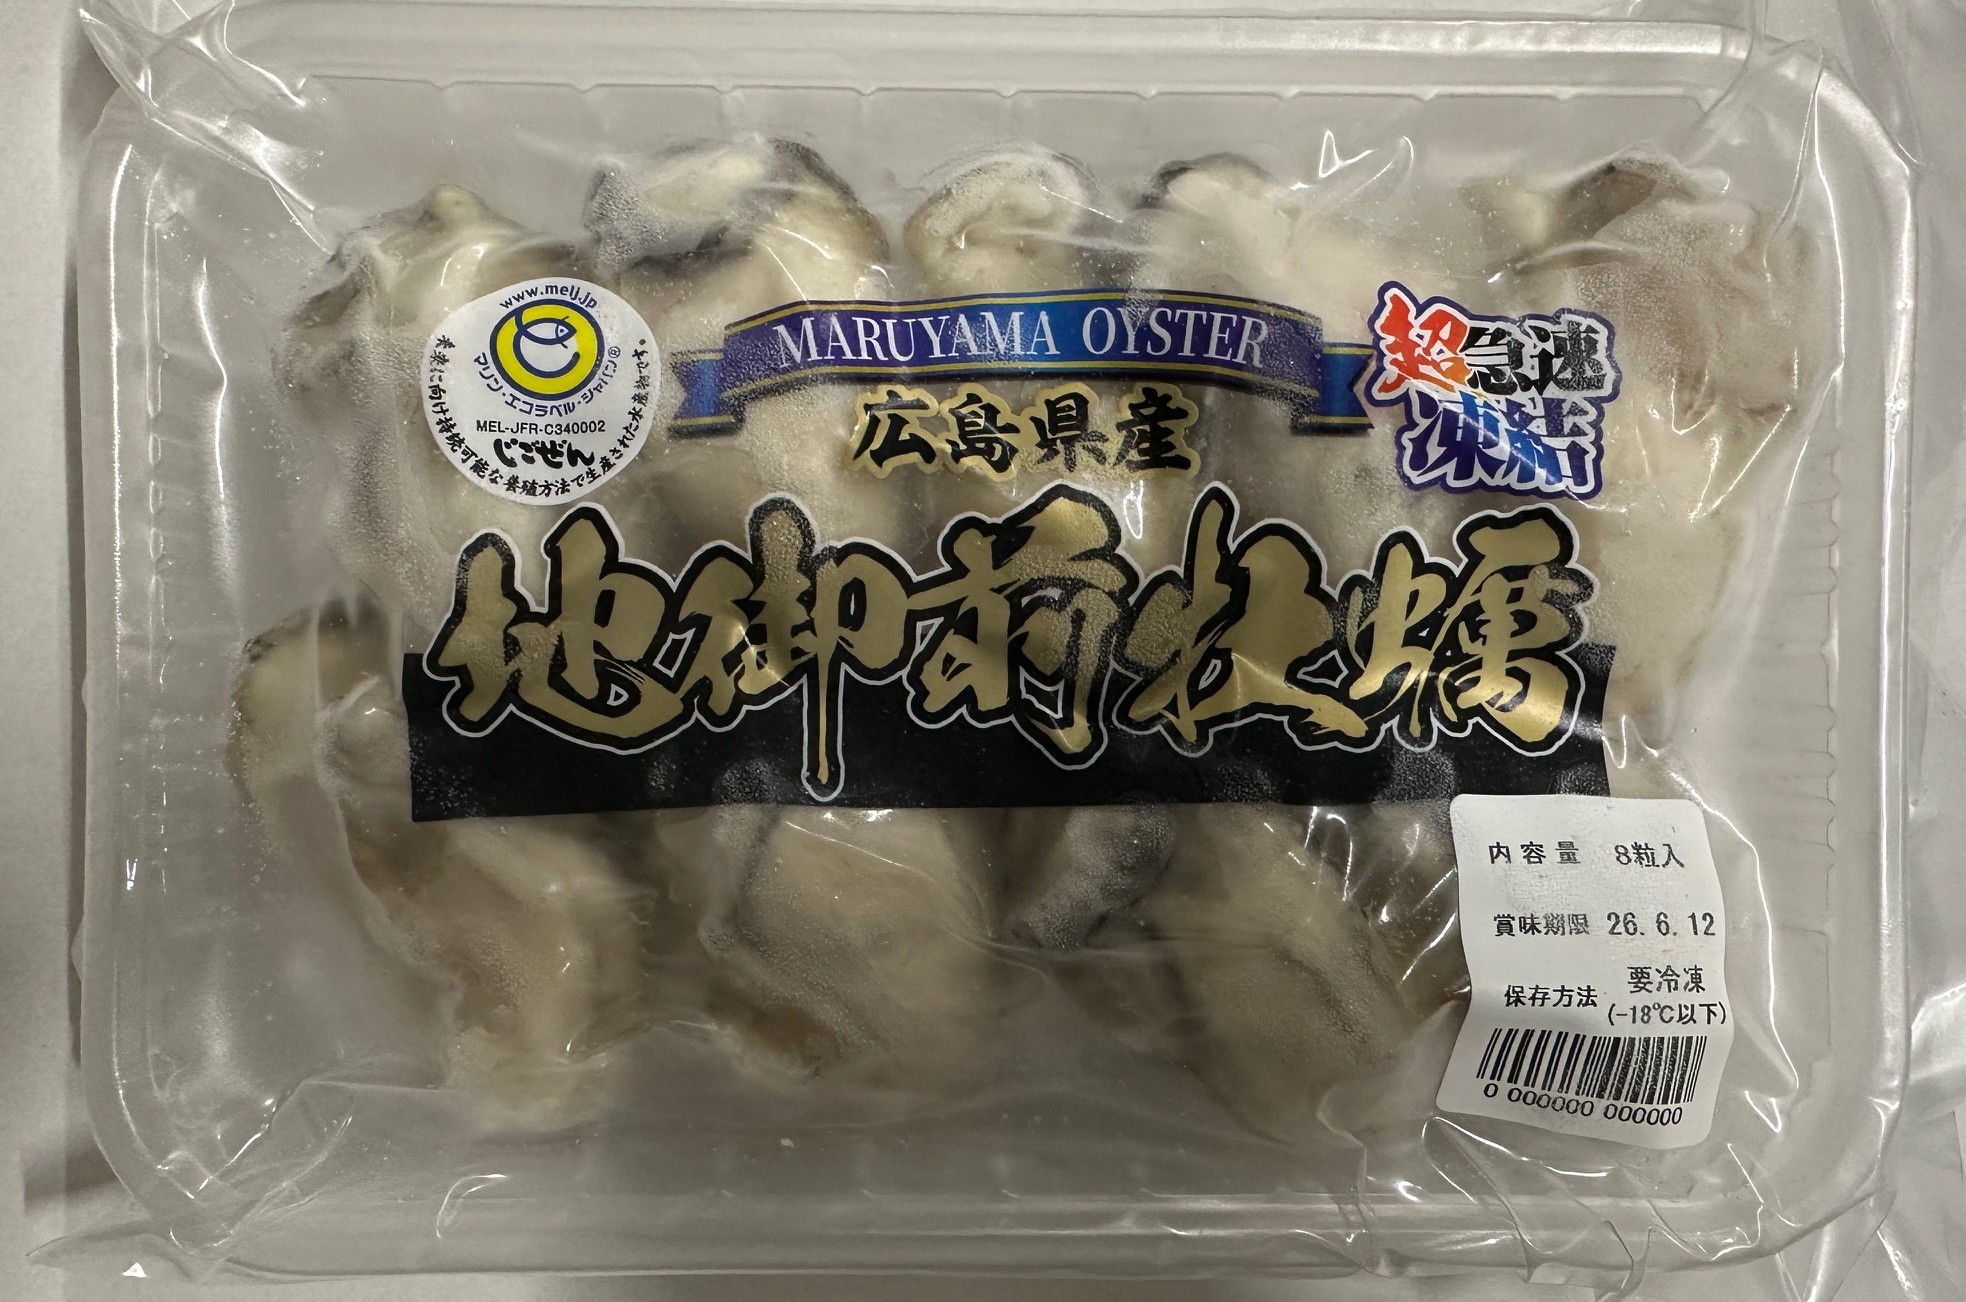 www.melj.jp
マリン・エコラベル・ジャパン®
MEL-JFR-C340002
じごぜん
将来に向け持続可能な養殖方法で生産された水産物です。
MARUYAMA OYSTER
広島県産
超急速
凍結
地御前牡蠣
内容量 8粒入
賞味期限 26.6.12
保存方法 要冷凍
(-18℃以下)
0 000000 000000